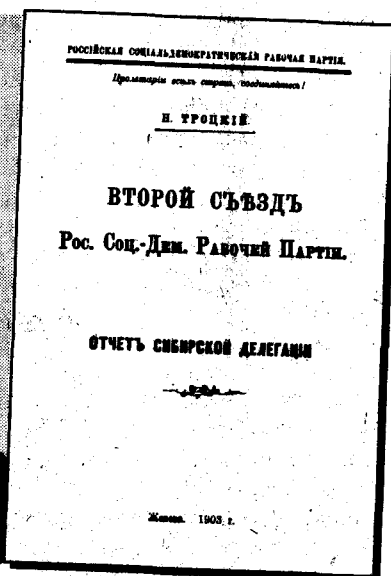 РОССІЙСКАЯ СОЦІАЛЬДЕМОКРАТИЧЕСКАЯ РАБОЧАЯ ПАРТІЯ.
Пролетаріи всѣхъ странъ, соединяйтесь!
Н. ТРОЦКІЙ
ВТОРОЙ СЪѢЗДЪ
Рос. Соц.-Дем. Рабочей Партіи.
ОТЧЕТЪ СИБИРСКОЙ ДЕЛЕГАЦІИ
Женева. 1903 г.